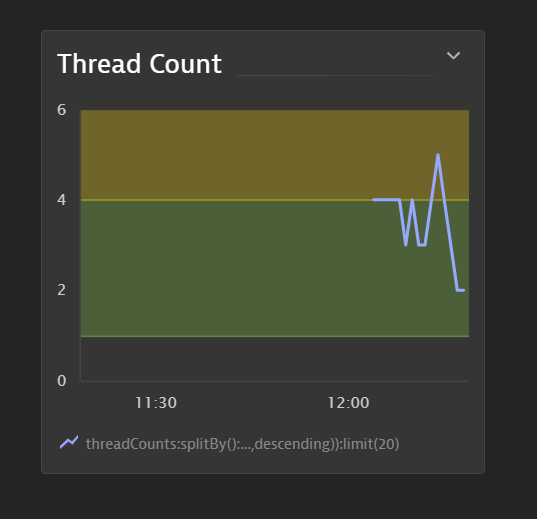 Thread Count
6
4
2
0
11:30 12:00
threadCounts:splitBy():...,descending)):limit(20)